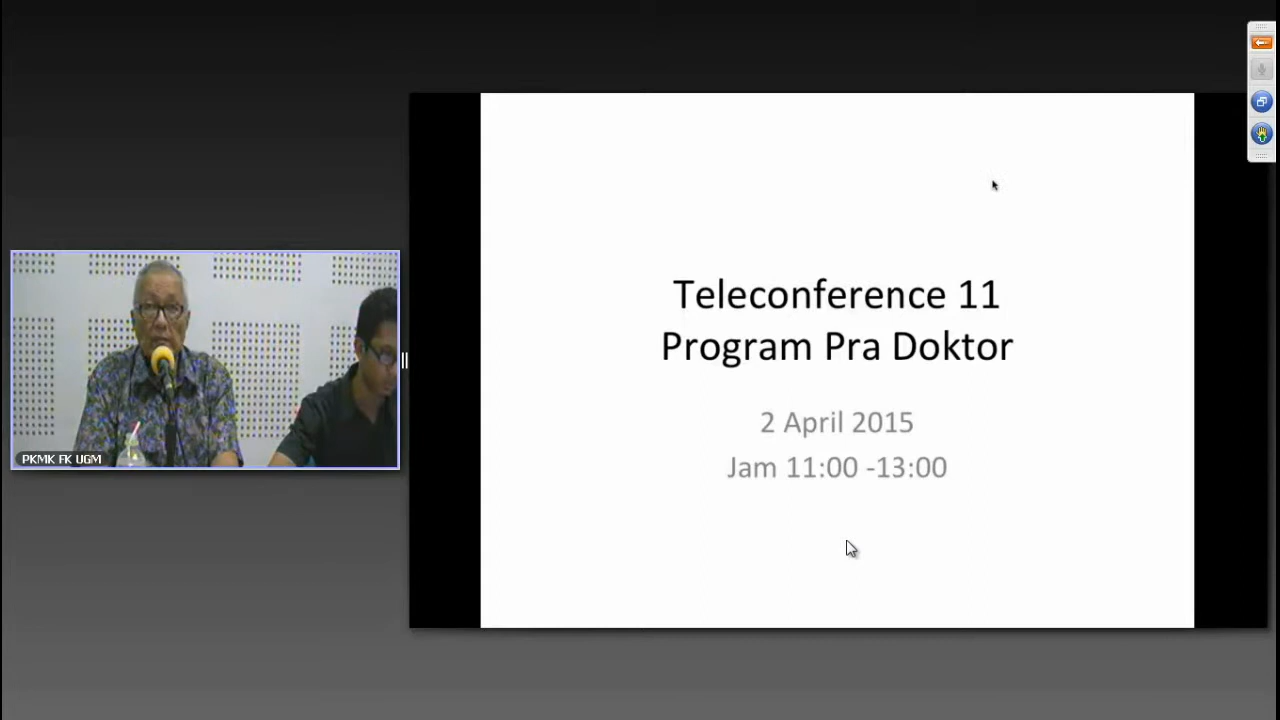 Teleconference 11
Program Pra Doktor
2 April 2015
Jam 11:00 -13:00
PKMK FK UGM